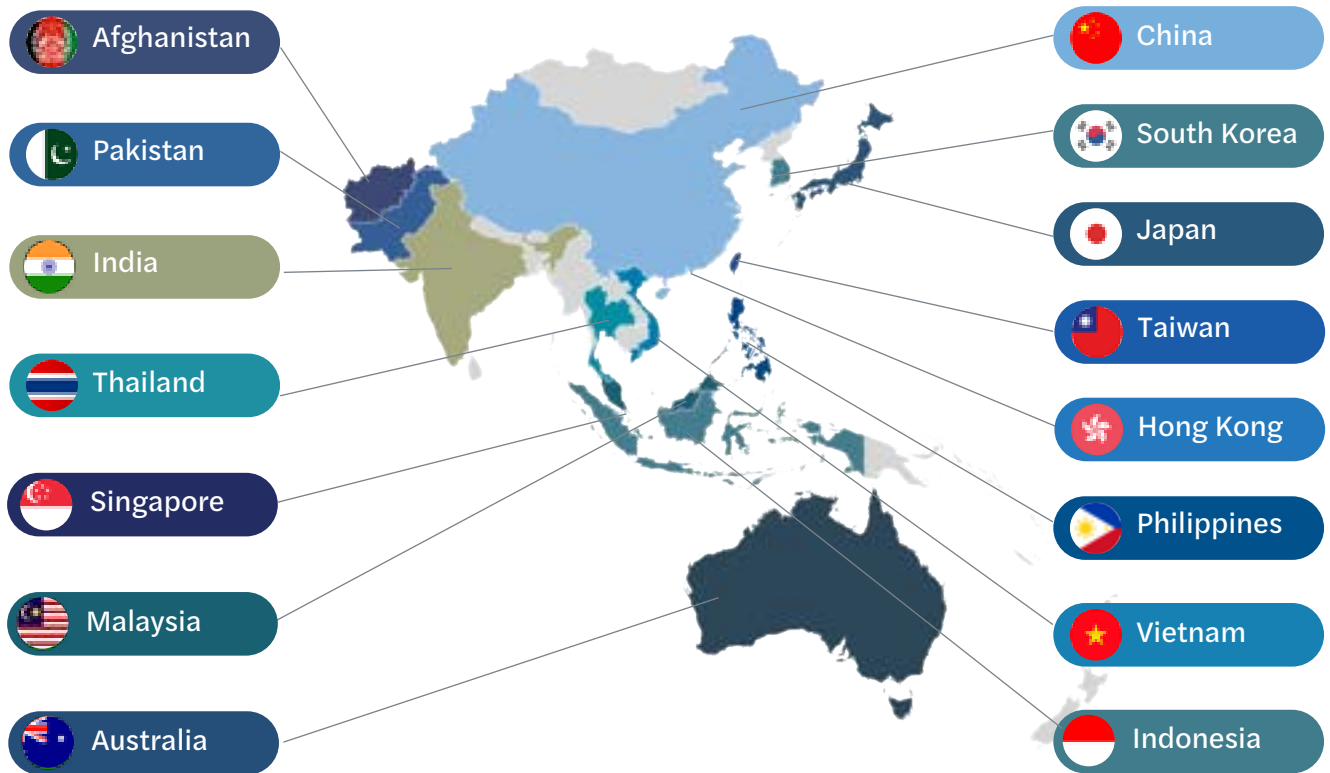 Afghanistan
Pakistan
India
Thailand
Singapore
Malaysia
Australia
China
South Korea
Japan
Taiwan
Hong Kong
Philippines
Vietnam
Indonesia